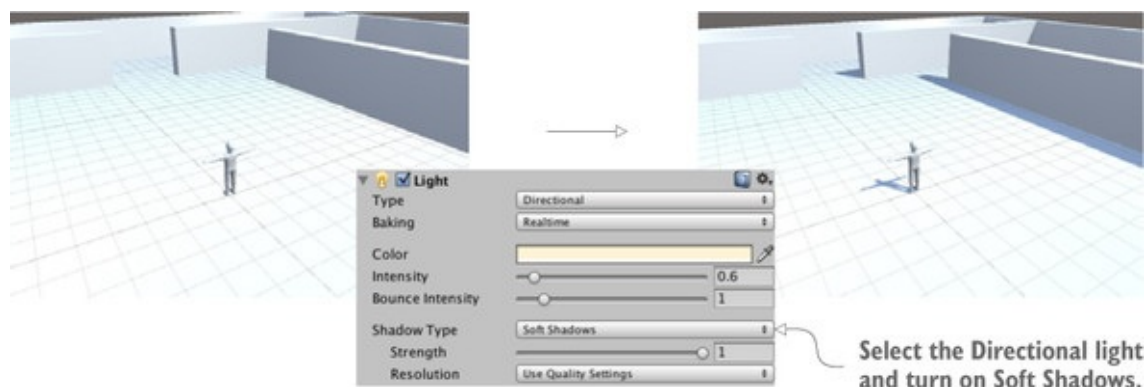 Light
Type Directional
Baking Realtime
Color
Intensity 0.6
Bounce Intensity 1
Shadow Type Soft Shadows
Strength 1
Resolution Use Quality Settings
Select the Directional light
and turn on Soft Shadows.